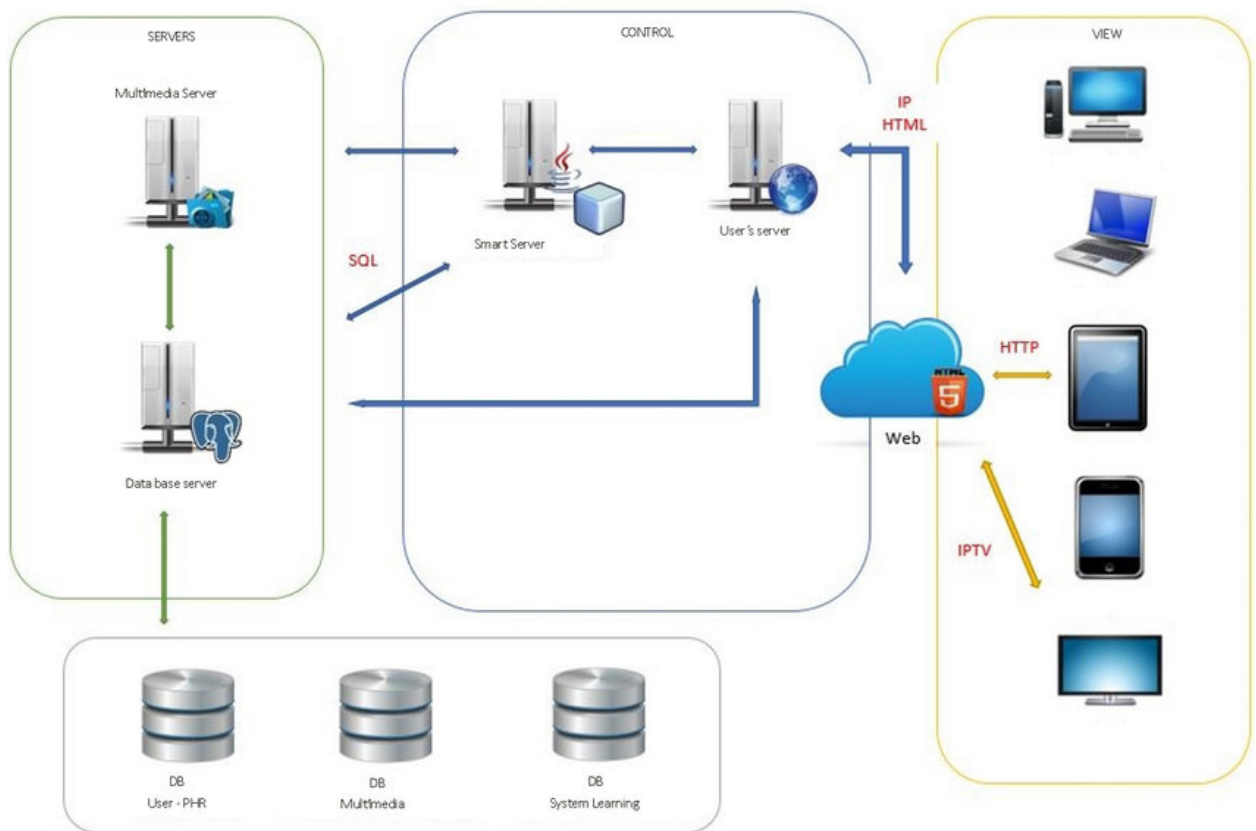 SERVERS
Multimedia Server
SQL
Data base server
CONTROL
Smart Server
User's server
IP
HTML
HTML
5
Web
VIEW
HTTP
IPTV
DB
User - PHR
DB
Multimedia
DB
System Learning